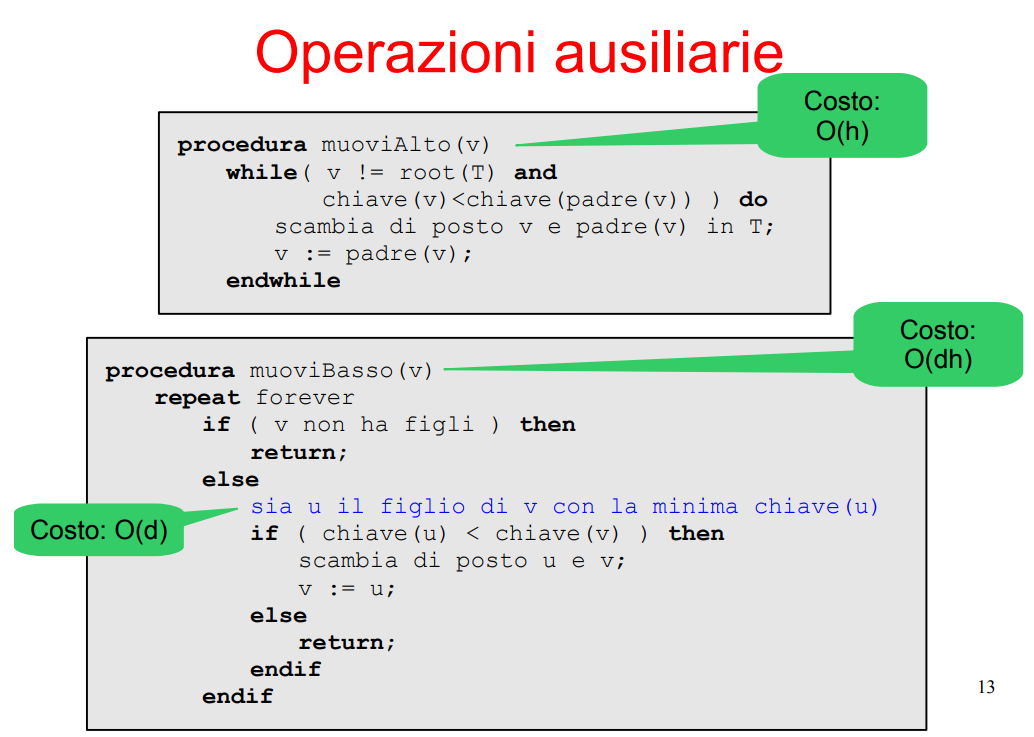 Operazioni ausiliarie
Costo:
O(h)
procedura muoviAlto(v)
while( v != root(T) and
chiave(v)<chiave(padre(v)) ) do
scambia di posto v e padre(v) in T;
v := padre(v);
endwhile
Costo:
O(dh)
procedura muoviBasso(v)
repeat forever
if ( v non ha figli ) then
return;
else
sia u il figlio di v con la minima chiave(u)
Costo: O(d)
if ( chiave(u) < chiave(v) ) then
scambia di posto u e v;
v := u;
else
return;
endif
endif
13